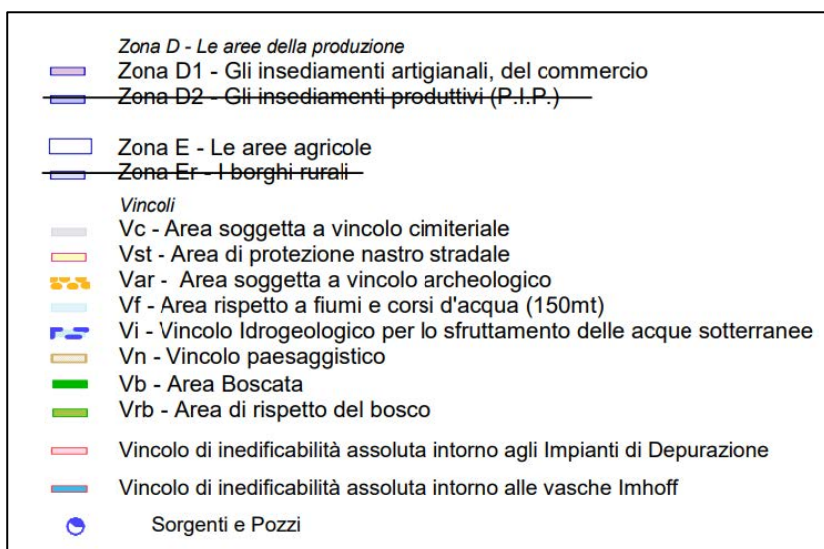 Zona D - Le aree della produzione
Zona D1 - Gli insediamenti artigianali, del commercio
Zona D2 - Gli insediamenti produttivi (P.I.P.)
Zona E - Le aree agricole
Zona Er - I borghi rurali
Vincoli
Vc - Area soggetta a vincolo cimiteriale
Vst - Area di protezione nastro stradale
Var - Area soggetta a vincolo archeologico
Vf - Area rispetto a fiumi e corsi d'acqua (150mt)
Vi - Vincolo Idrogeologico per lo sfruttamento delle acque sotterranee
Vn - Vincolo paesaggistico
Vb - Area Boscata
Vrb - Area di rispetto del bosco
Vincolo di inedificabilità assoluta intorno agli Impianti di Depurazione
Vincolo di inedificabilità assoluta intorno alle vasche Imhoff
Sorgenti e Pozzi